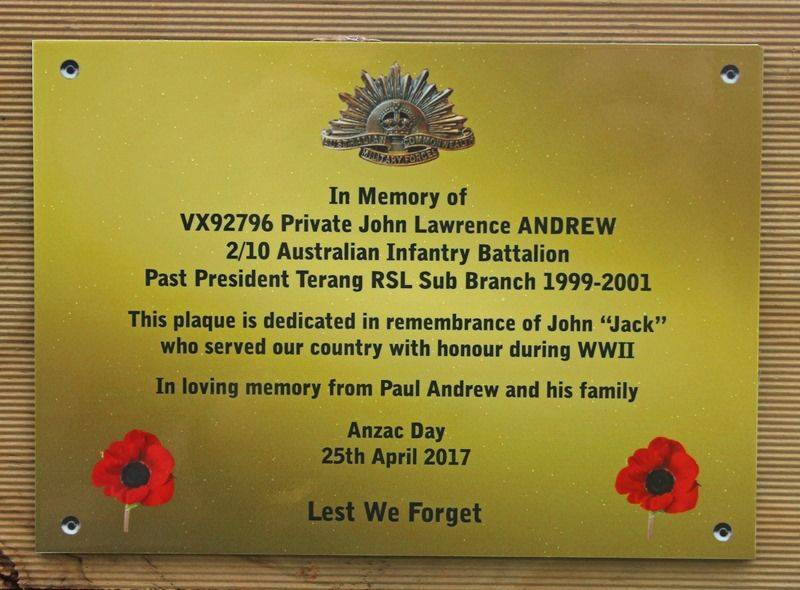 AUSTRALIAN COMMONWEALTH
MILITARY FORCES
In Memory of
VX92796 Private John Lawrence ANDREW
2/10 Australian Infantry Battalion
Past President Terang RSL Sub Branch 1999-2001
This plaque is dedicated in remembrance of John “Jack”
who served our country with honour during WWII
In loving memory from Paul Andrew and his family
Anzac Day
25th April 2017
Lest We Forget